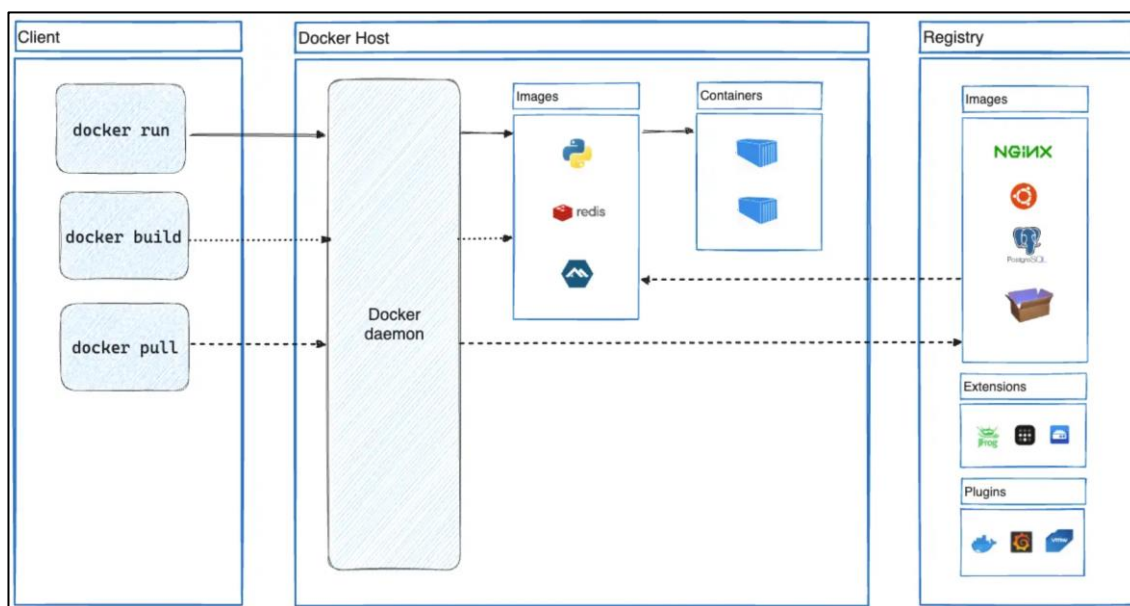 Client
docker run
docker build
docker pull
Docker Host
Docker
daemon
Images
redis
Containers
Registry
Images
NGINX
PostgreSQL
Extensions
JFrog
Plugins